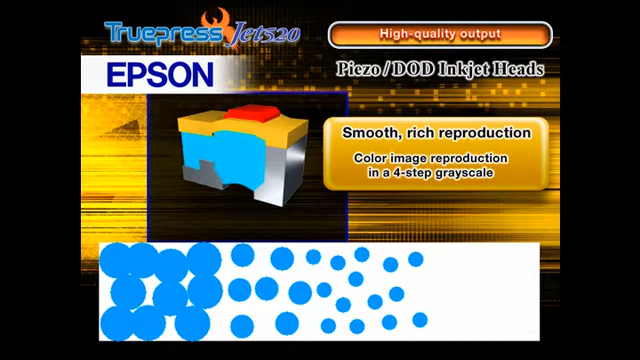 Truepress Jet520
High-quality output
EPSON
Piezo / DOD Inkjet Heads
Smooth, rich reproduction
Color image reproduction
in a 4-step grayscale